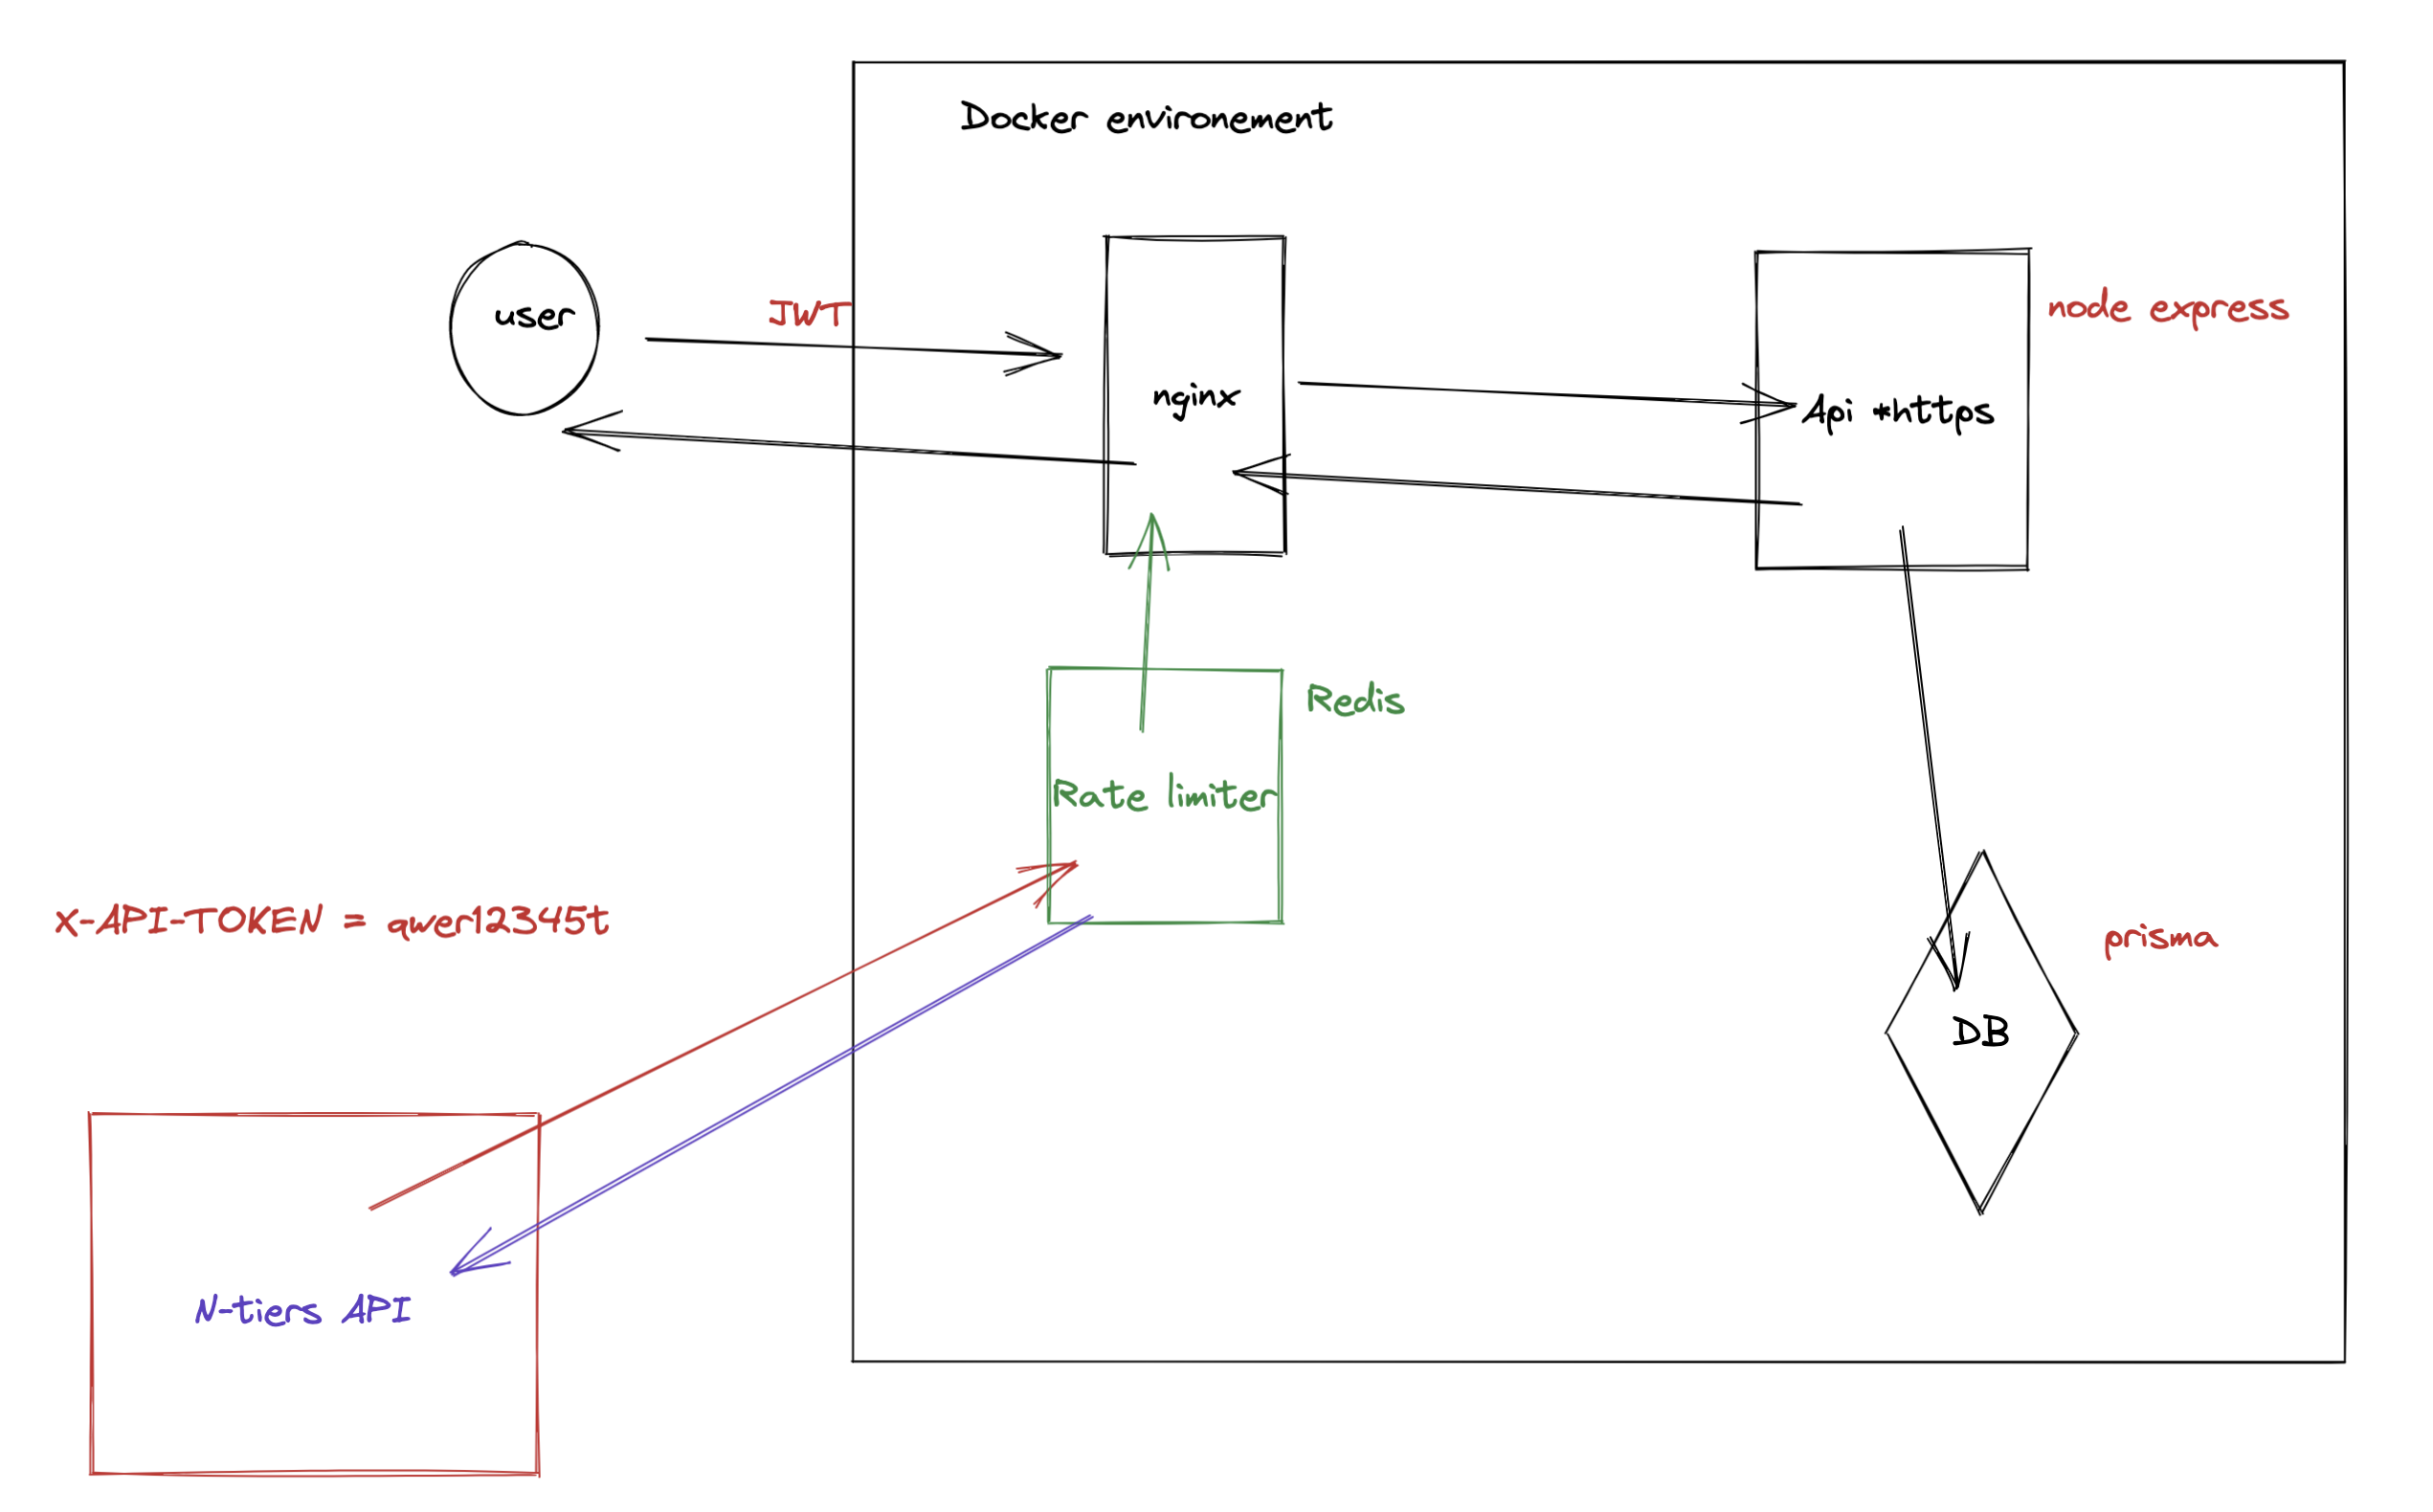 Docker environement
user
JWT
nginx
node express
Api *https
Redis
Rate limiter
X-API-TOKEN = qwer12345t
prisma
DB
N-tiers API